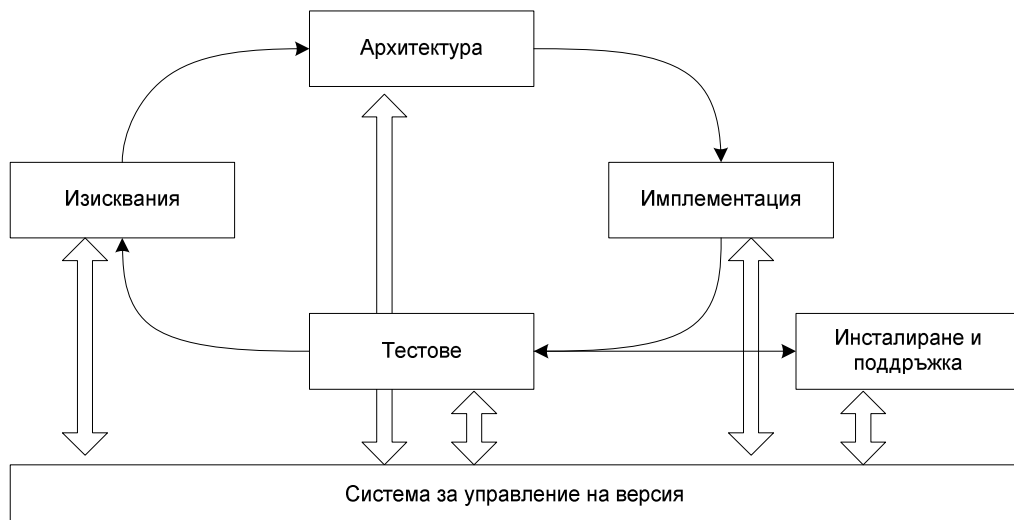 Архитектура
Изисквания
Имплементация
Тестове
Инсталиране и
поддръжка
Система за управление на версия